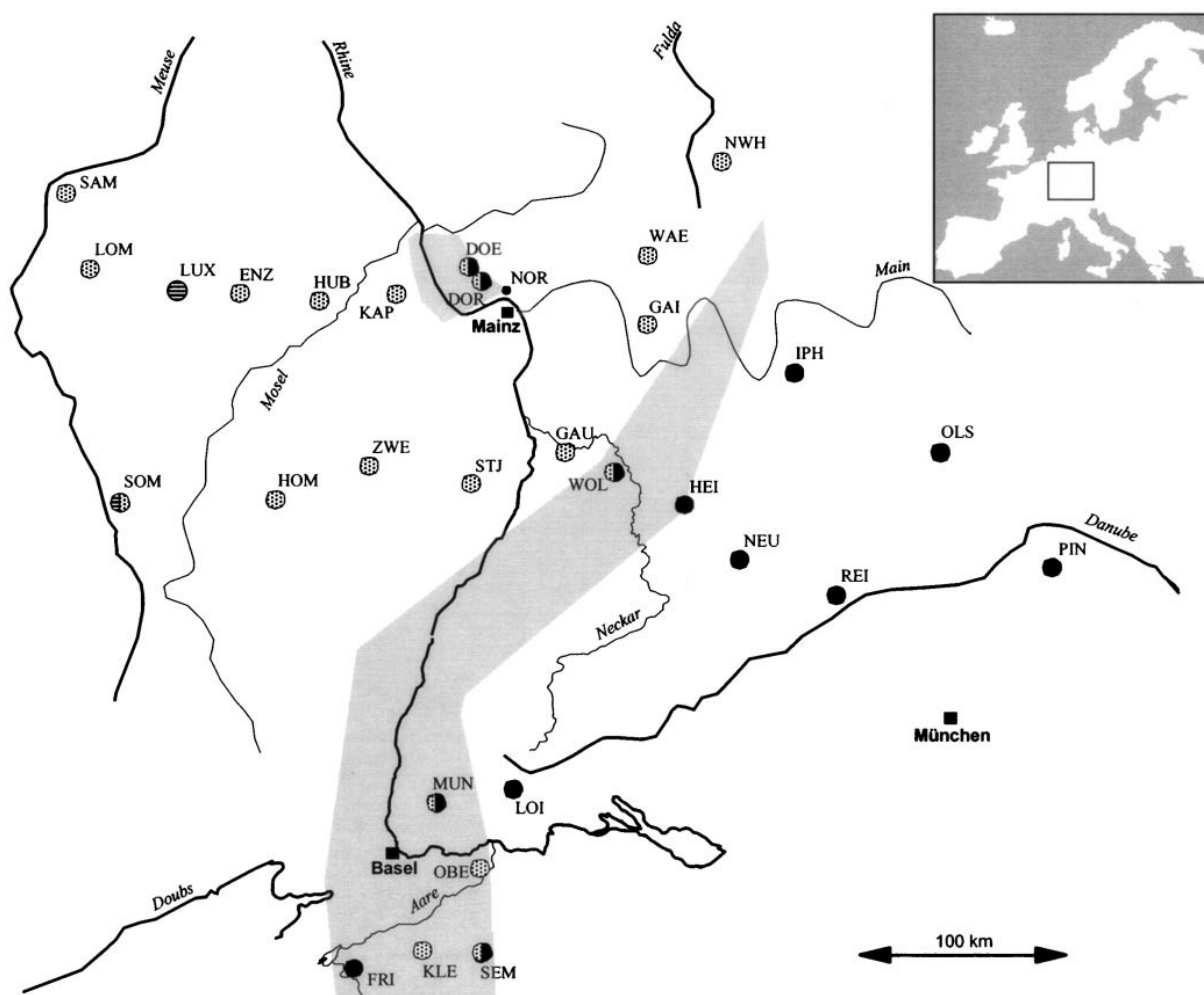 Meuse
Rhine
Fulda
NWH
SAM
WAE
DOE
LOM
LUX
ENZ
HUB
KAP
DOR
NOR
Main
Mainz
GAI
IPH
Mosel
GAU
OLS
ZWE
STJ
WOL
SOM
HOM
HEI
Danube
NEU
PIN
REI
Neckar
München
MUN
LOI
Basel
OBE
Doubs
Aare
100 km
FRI
KLE
SEM